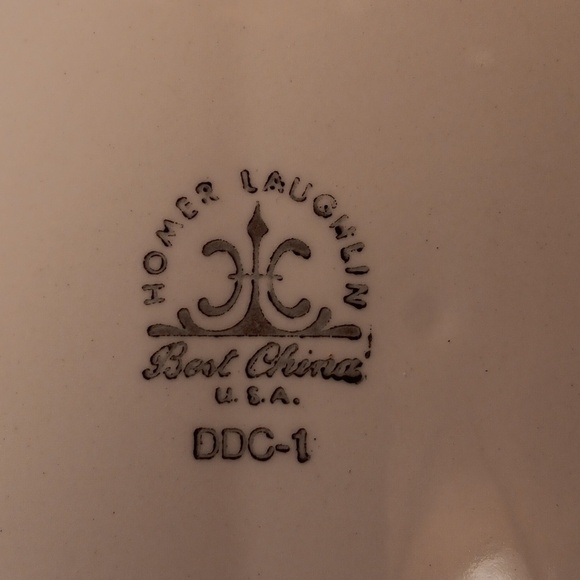 HOMER LAUGHLIN
Best China
U.S.A.
DDC-1